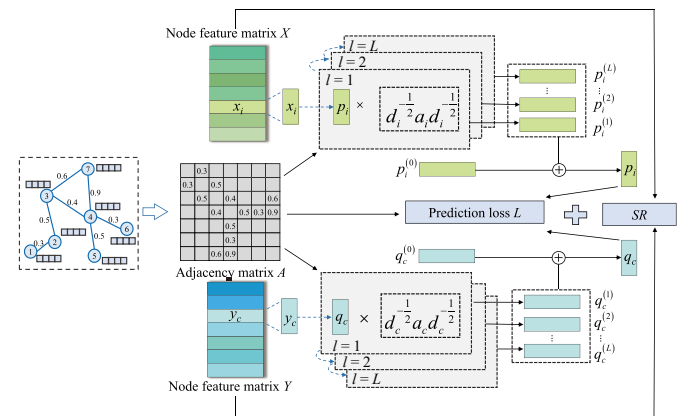 Node feature matrix X
l = L
l = 2
l = 1
x_i
x_i
p_i × d_i^{-1/2} a_i d_i^{-1/2}
p_i^{(L)}
⋮
p_i^{(2)}
p_i^{(1)}
p_i^{(0)}
+
p_i
7
0.6
3
0.9
0.4
4
0.3
6
0.5
0.5
2
0.3
1
5
0.3
0.3 0.5
0.5 0.4 0.6
0.4 0.5 0.3 0.9
0.5
0.3
0.6 0.9
Adjacency matrix A
Prediction loss L
SR
q_c^{(0)}
+
q_c
y_c
y_c
q_c × d_c^{-1/2} a_c d_c^{-1/2}
q_c^{(1)}
q_c^{(2)}
⋮
q_c^{(L)}
l = 1
l = 2
l = L
Node feature matrix Y